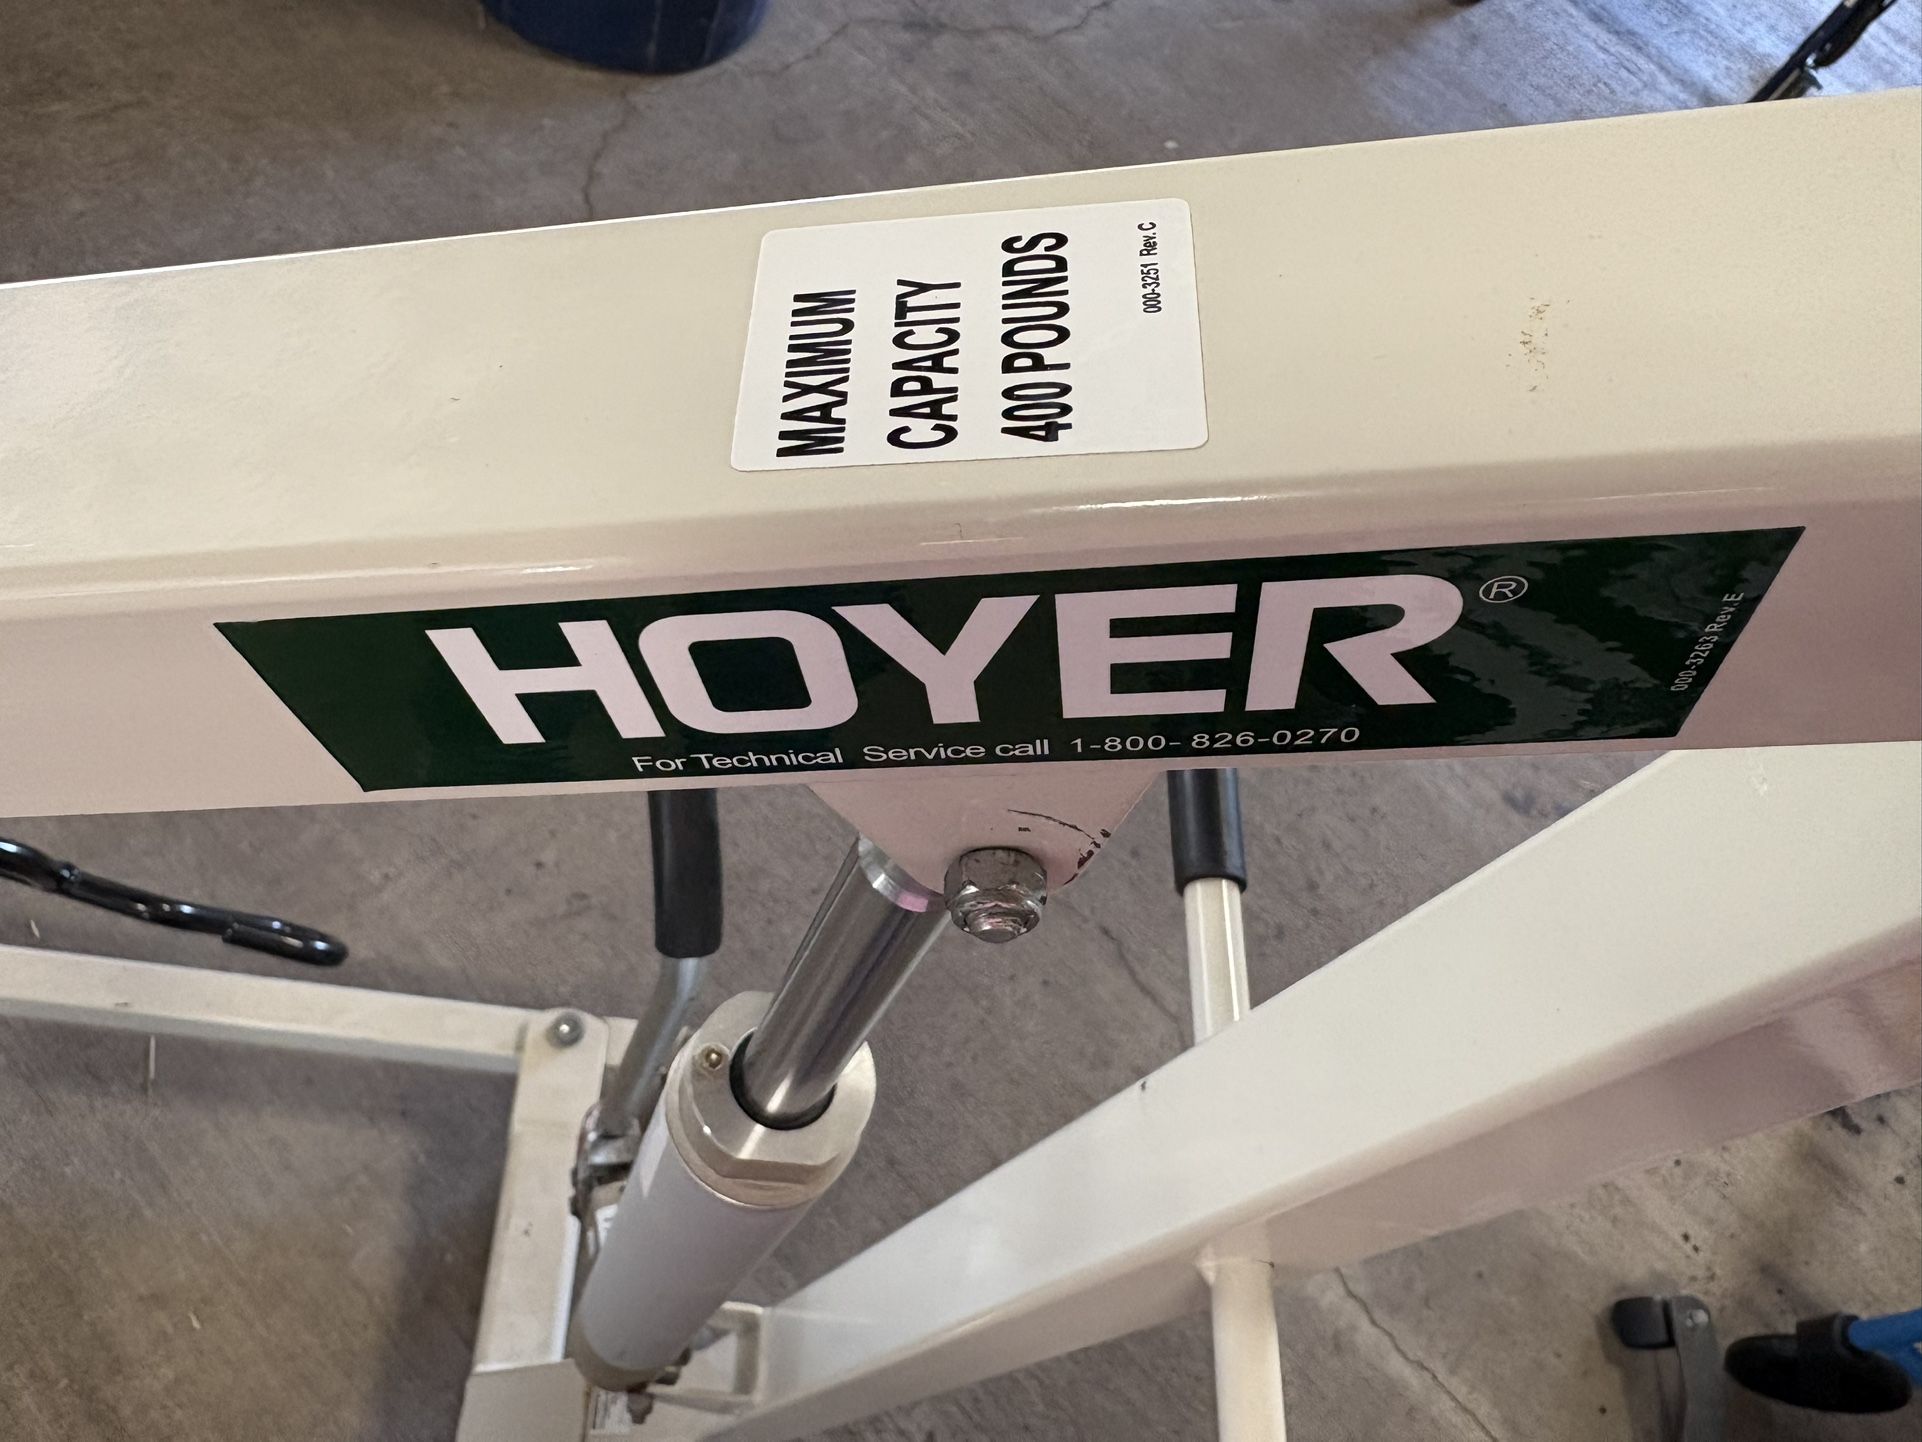 MAXIMUM
CAPACITY
400 POUNDS
000-3251 Rev. C
HOYER®
000-3263 Rev.E
For Technical Service call 1-800-826-0270